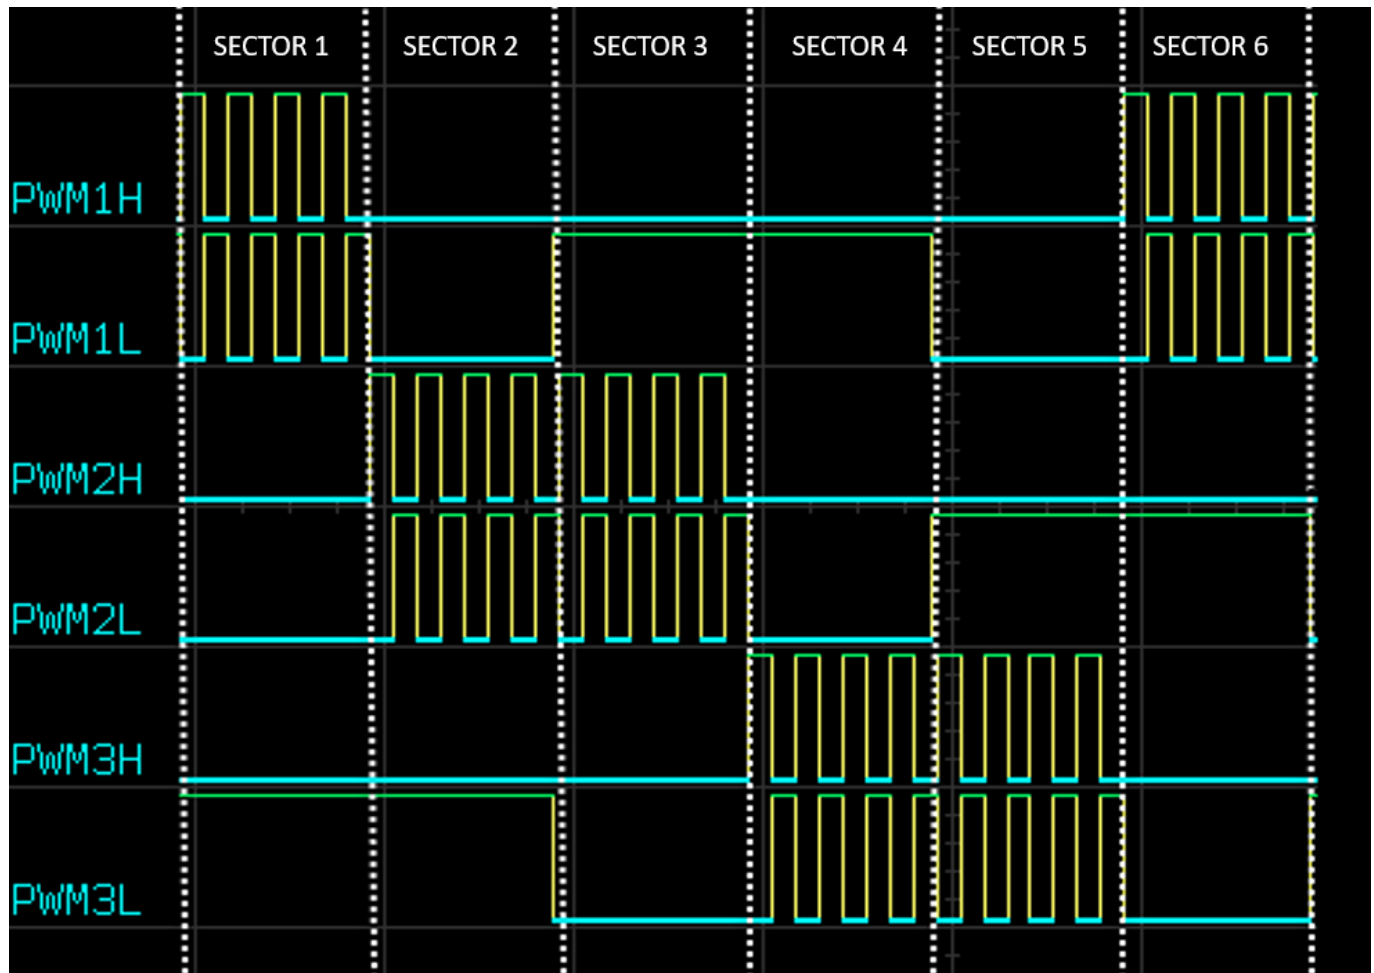 SECTOR 1 SECTOR 2 SECTOR 3 SECTOR 4 SECTOR 5 SECTOR 6
PWM1H
PWM1L
PWM2H
PWM2L
PWM3H
PWM3L